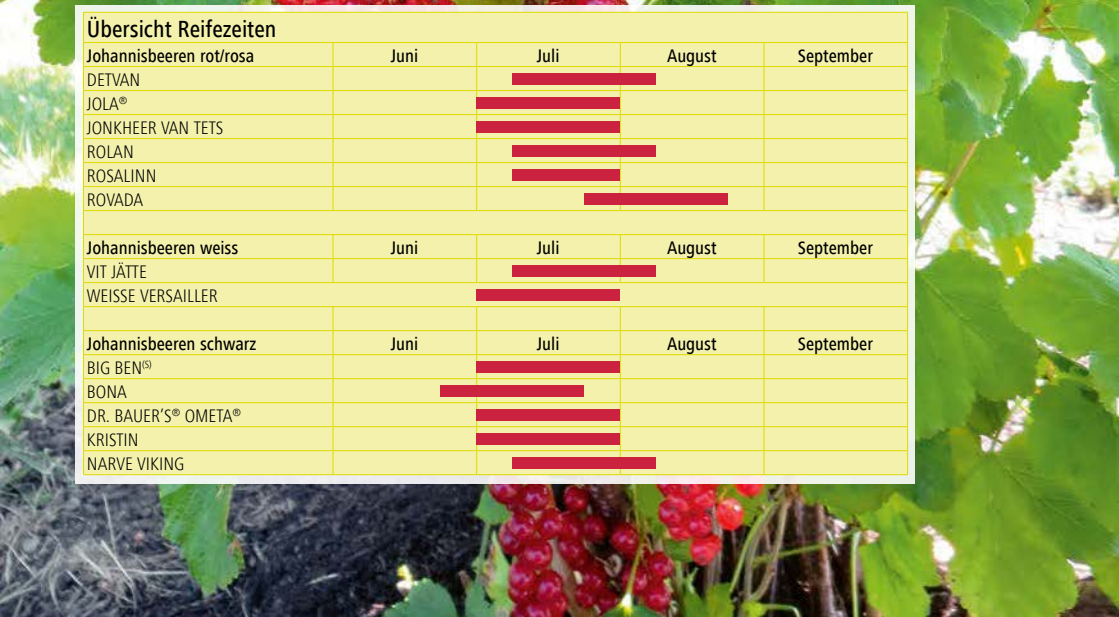 Übersicht Reifezeiten
Johannisbeeren rot/rosa Juni Juli August September
DETVAN
JOLA®
JONKHEER VAN TETS
ROLAN
ROSALINN
ROVADA
Johannisbeeren weiss Juni Juli August September
VIT JÄTTE
WEISSE VERSAILLER
Johannisbeeren schwarz Juni Juli August September
BIG BEN(S)
BONA
DR. BAUER'S® OMETA®
KRISTIN
NARVE VIKING